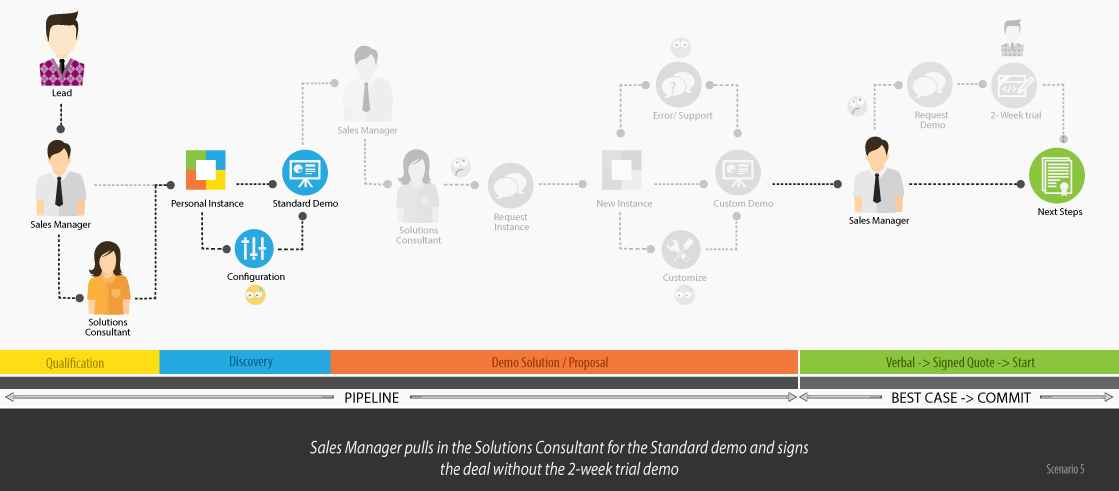 Lead
Sales Manager
Solutions
Consultant
Personal Instance
Configuration
Standard Demo
Sales Manager
Solutions
Consultant
Request
Instance
New Instance
Error/ Support
?
Customize
Custom Demo
Sales Manager
Request
Demo
</>
2- Week trial
Next Steps
Qualification
Discovery
Demo Solution / Proposal
Verbal -> Signed Quote -> Start
PIPELINE
BEST CASE -> COMMIT
Sales Manager pulls in the Solutions Consultant for the Standard demo and signs
the deal without the 2-week trial demo
Scenario 5